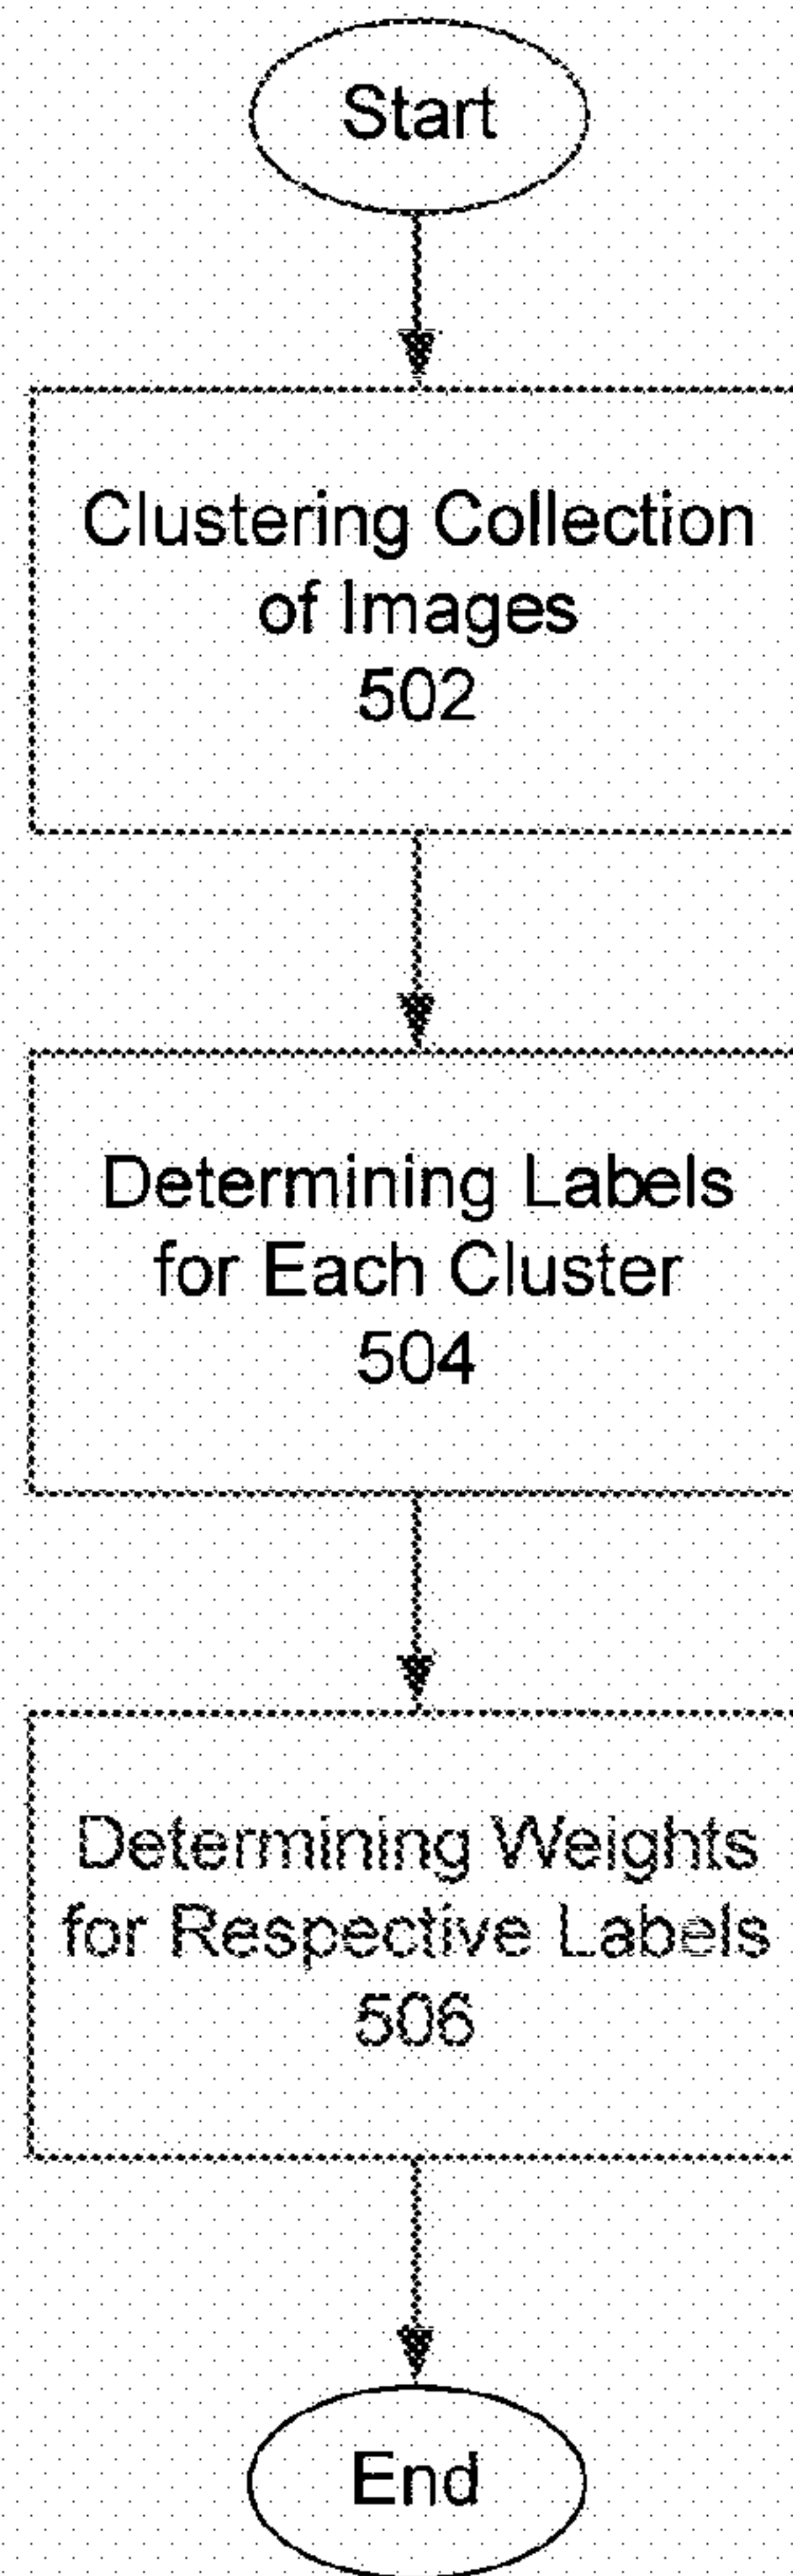 Start
Clustering Collection
of Images
502
Determining Labels
for Each Cluster
504
Determining Weights
for Respective Labels
506
End